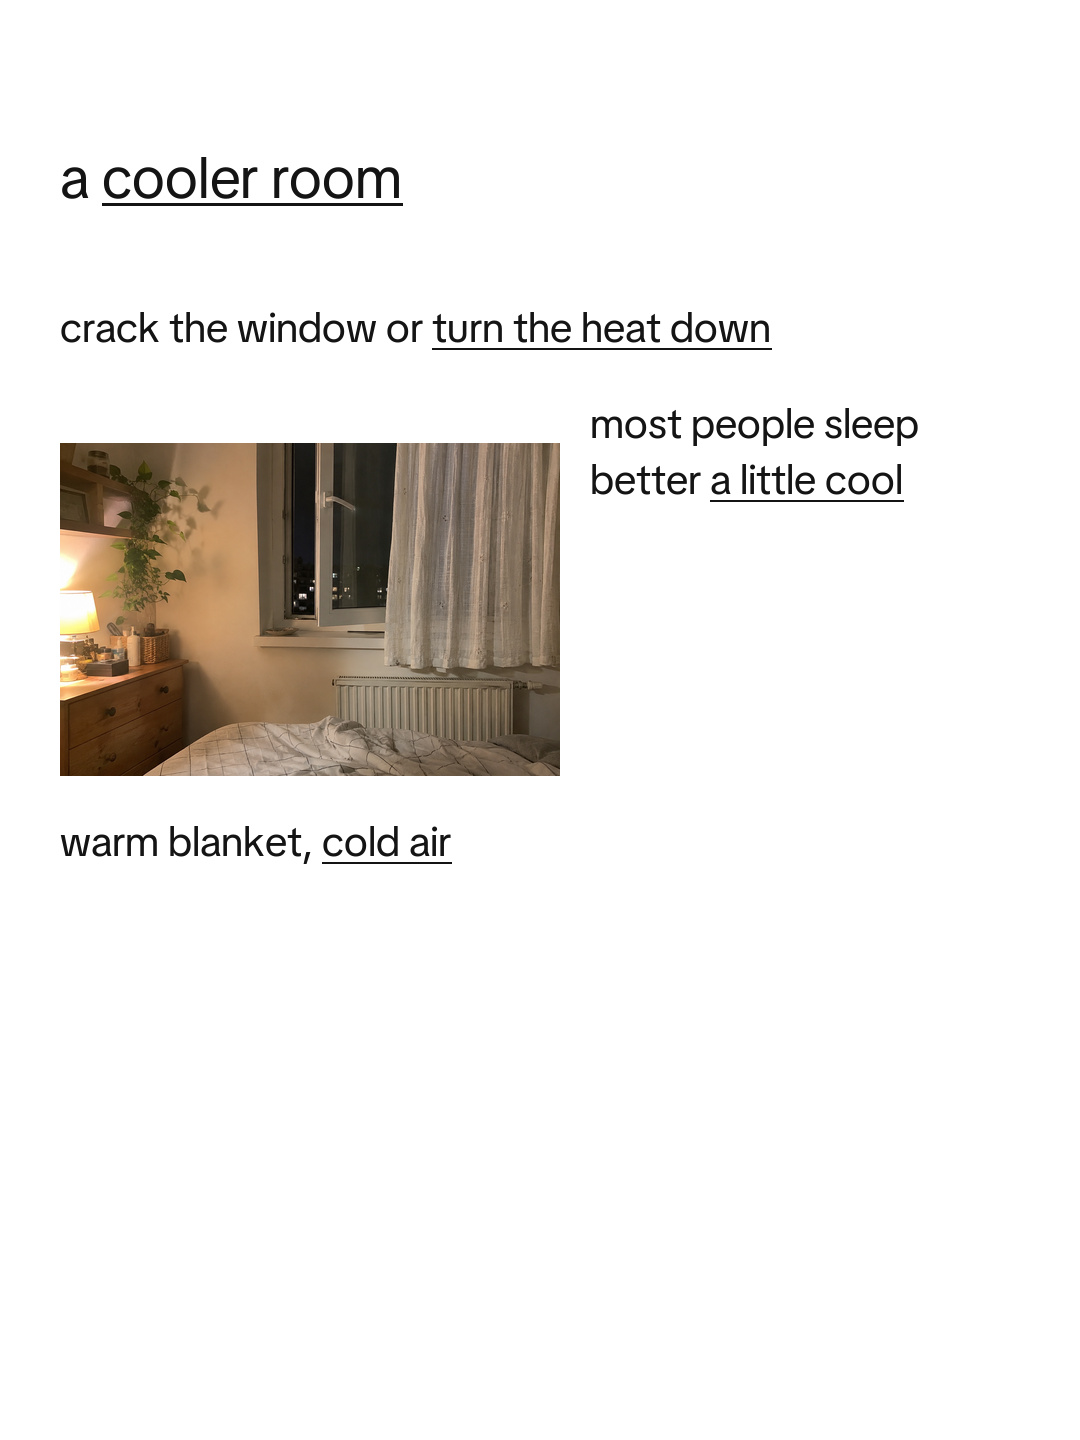 a cooler room
crack the window or turn the heat down
most people sleep
better a little cool
warm blanket, cold air